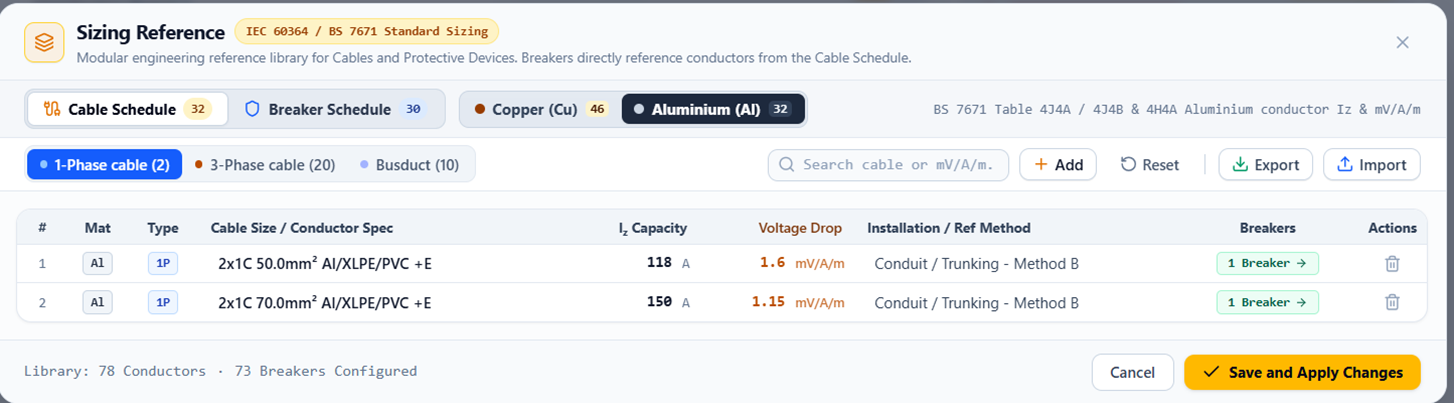 Sizing Reference IEC 60364 / BS 7671 Standard Sizing
Modular engineering reference library for Cables and Protective Devices. Breakers directly reference conductors from the Cable Schedule.
Cable Schedule 32 Breaker Schedule 30 Copper (Cu) 46 Aluminium (Al) 32 BS 7671 Table 4J4A / 4J4B & 4H4A Aluminium conductor Iz & mV/A/m
1-Phase cable (2) 3-Phase cable (20) Busduct (10) Search cable or mV/A/m. Add Reset Export Import
# Mat Type Cable Size / Conductor Spec Iz Capacity Voltage Drop Installation / Ref Method Breakers Actions
1 Al 1P 2x1C 50.0mm² Al/XLPE/PVC +E 118 A 1.6 mV/A/m Conduit / Trunking - Method B 1 Breaker →
2 Al 1P 2x1C 70.0mm² Al/XLPE/PVC +E 150 A 1.15 mV/A/m Conduit / Trunking - Method B 1 Breaker →
Library: 78 Conductors · 73 Breakers Configured Cancel Save and Apply Changes